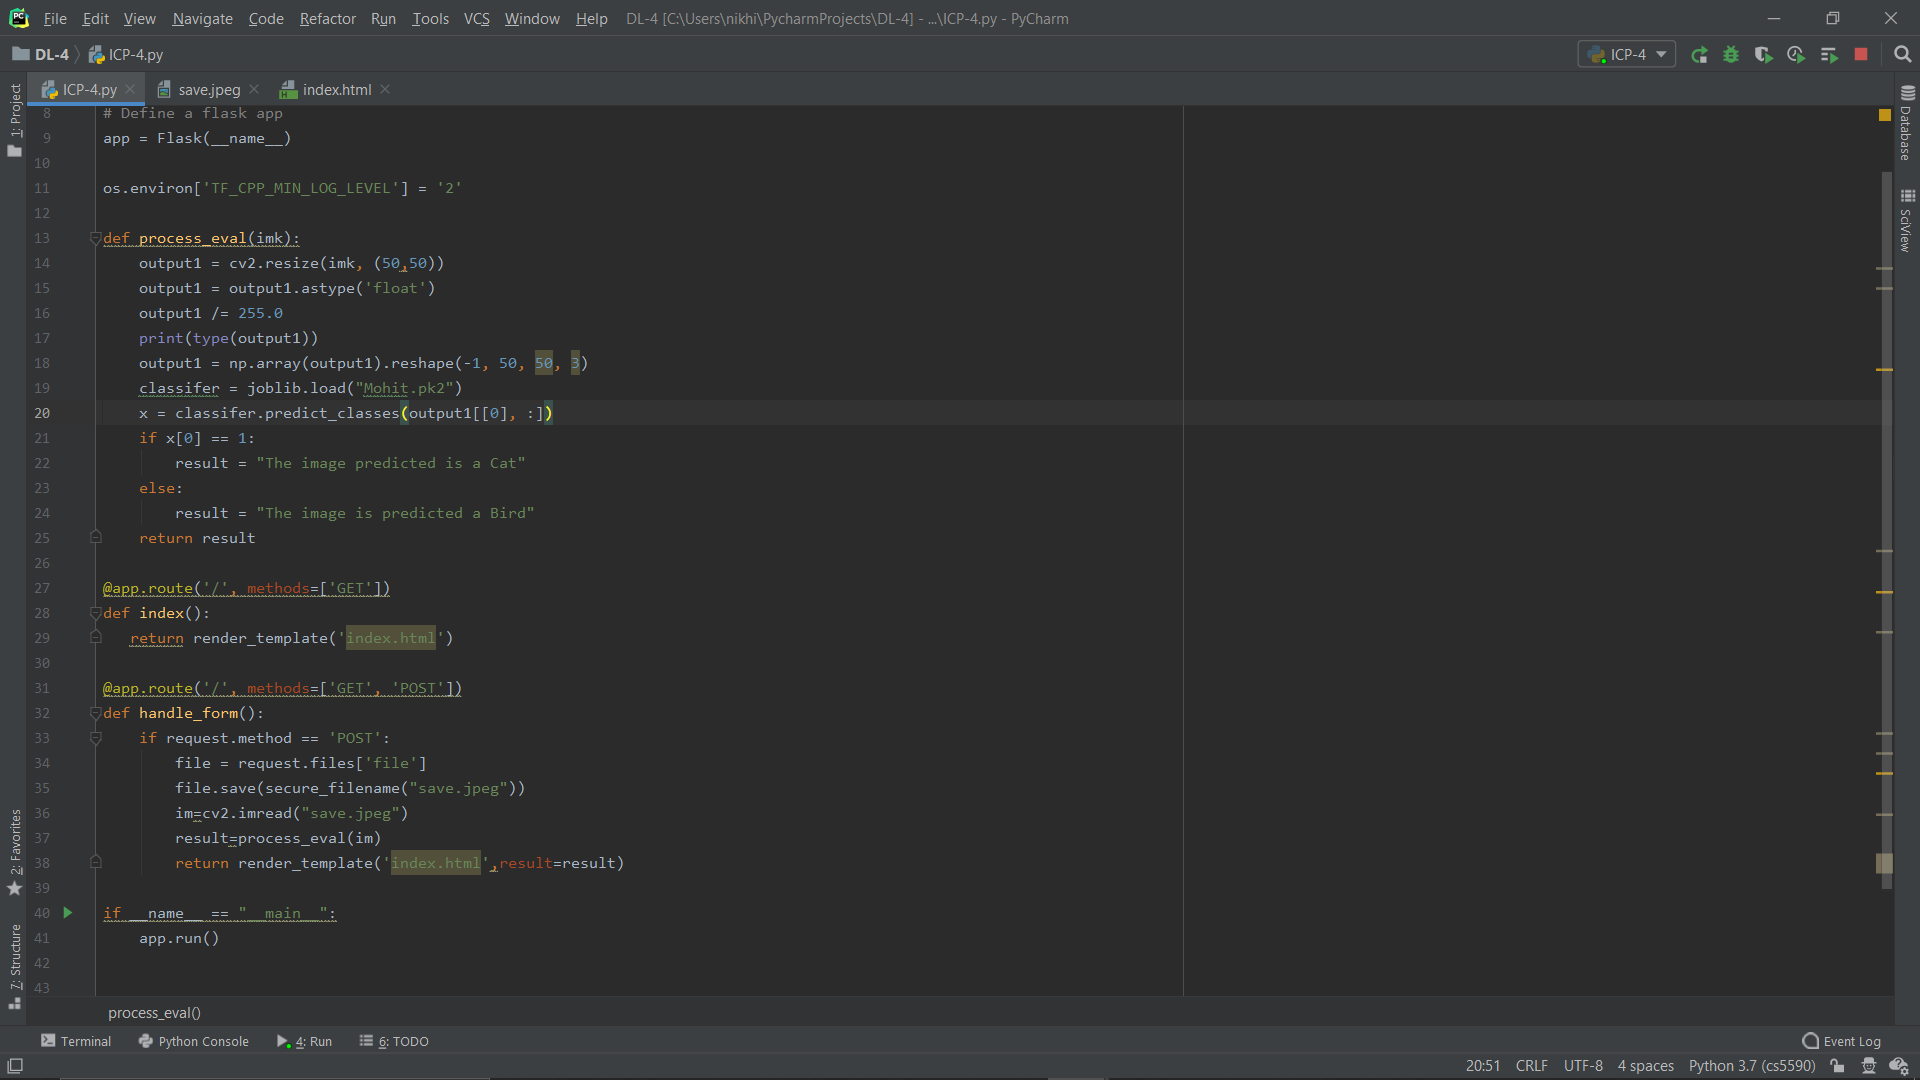 File Edit View Navigate Code Refactor Run Tools VCS Window Help DL-4 [C:\Users\nikhi\PycharmProjects\DL-4] - ...\ICP-4.py - PyCharm
DL-4 ICP-4.py ICP-4
ICP-4.py save.jpeg index.html
1: Project
2: Favorites
7: Structure
Database
SciView
8 # Define a flask app
9 app = Flask(__name__)
10
11 os.environ['TF_CPP_MIN_LOG_LEVEL'] = '2'
12
13 def process_eval(imk):
14     output1 = cv2.resize(imk, (50,50))
15     output1 = output1.astype('float')
16     output1 /= 255.0
17     print(type(output1))
18     output1 = np.array(output1).reshape(-1, 50, 50, 3)
19     classifer = joblib.load("Mohit.pk2")
20     x = classifer.predict_classes(output1[[0], :])
21     if x[0] == 1:
22         result = "The image predicted is a Cat"
23     else:
24         result = "The image is predicted a Bird"
25     return result
26
27 @app.route('/', methods=['GET'])
28 def index():
29    return render_template('index.html')
30
31 @app.route('/', methods=['GET', 'POST'])
32 def handle_form():
33     if request.method == 'POST':
34         file = request.files['file']
35         file.save(secure_filename("save.jpeg"))
36         im=cv2.imread("save.jpeg")
37         result=process_eval(im)
38         return render_template('index.html',result=result)
39
40 if __name__ == "__main__":
41     app.run()
42
43
process_eval()
Terminal Python Console 4: Run 6: TODO Event Log
20:51 CRLF UTF-8 4 spaces Python 3.7 (cs5590)